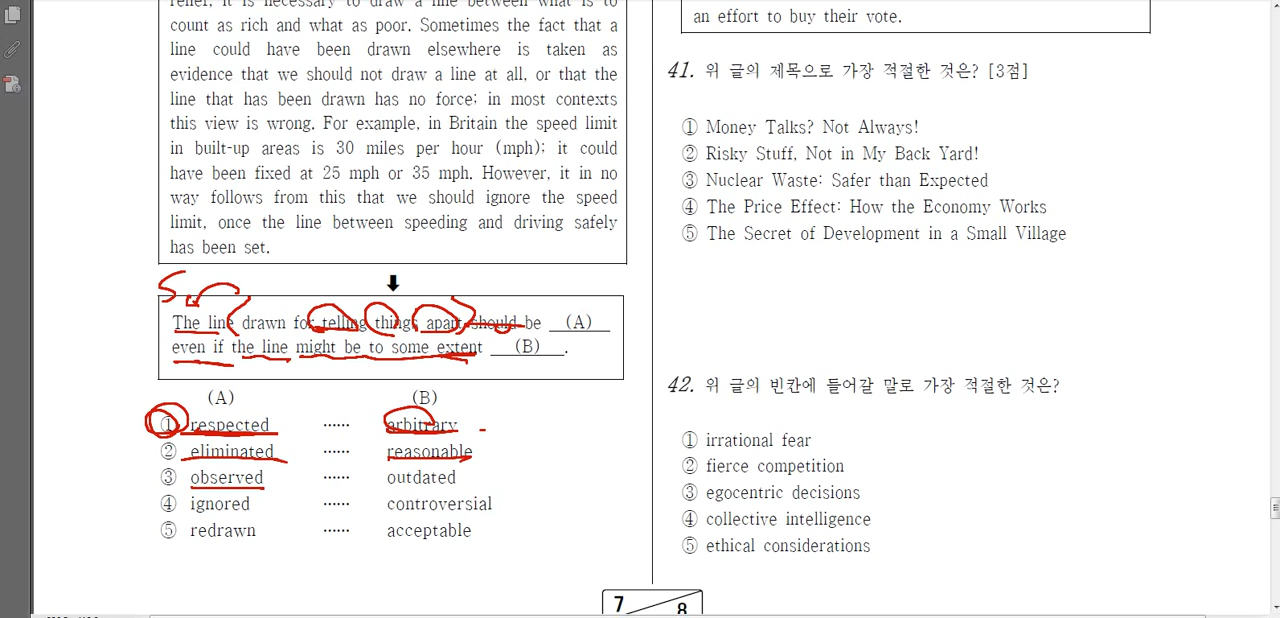 relief, it is necessary to draw a line between what is to
count as rich and what as poor. Sometimes the fact that a
line could have been drawn elsewhere is taken as
evidence that we should not draw a line at all, or that the
line that has been drawn has no force; in most contexts
this view is wrong. For example, in Britain the speed limit
in built-up areas is 30 miles per hour (mph); it could
have been fixed at 25 mph or 35 mph. However, it in no
way follows from this that we should ignore the speed
limit, once the line between speeding and driving safely
has been set.
S
The line drawn for telling things apart should be (A)
even if the line might be to some extent (B) .
(A) (B)
① respected ...... arbitrary
② eliminated ...... reasonable
③ observed ...... outdated
④ ignored ...... controversial
⑤ redrawn ...... acceptable
an effort to buy their vote.
41. 위 글의 제목으로 가장 적절한 것은? [3점]
① Money Talks? Not Always!
② Risky Stuff, Not in My Back Yard!
③ Nuclear Waste: Safer than Expected
④ The Price Effect: How the Economy Works
⑤ The Secret of Development in a Small Village
42. 위 글의 빈칸에 들어갈 말로 가장 적절한 것은?
① irrational fear
② fierce competition
③ egocentric decisions
④ collective intelligence
⑤ ethical considerations
7 8